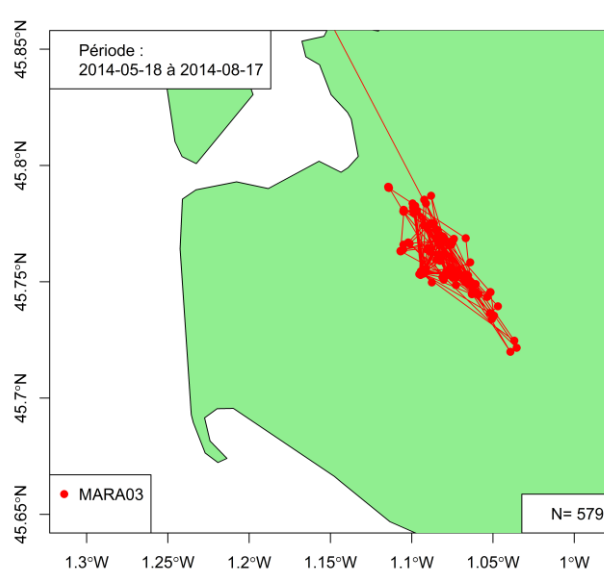 Période :
2014-05-18 à 2014-08-17
45.85°N
45.8°N
45.75°N
45.7°N
45.65°N
MARA03
N= 579
1.3°W
1.25°W
1.2°W
1.15°W
1.1°W
1.05°W
1°W